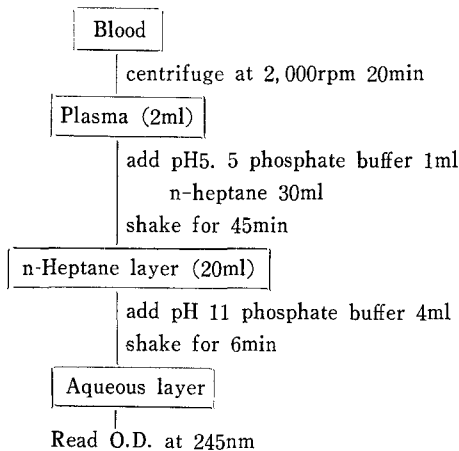 Blood
centrifuge at 2,000rpm 20min
Plasma (2ml)
add pH5. 5 phosphate buffer 1ml
n-heptane 30ml
shake for 45min
n-Heptane layer (20ml)
add pH 11 phosphate buffer 4ml
shake for 6min
Aqueous layer
Read O.D. at 245nm